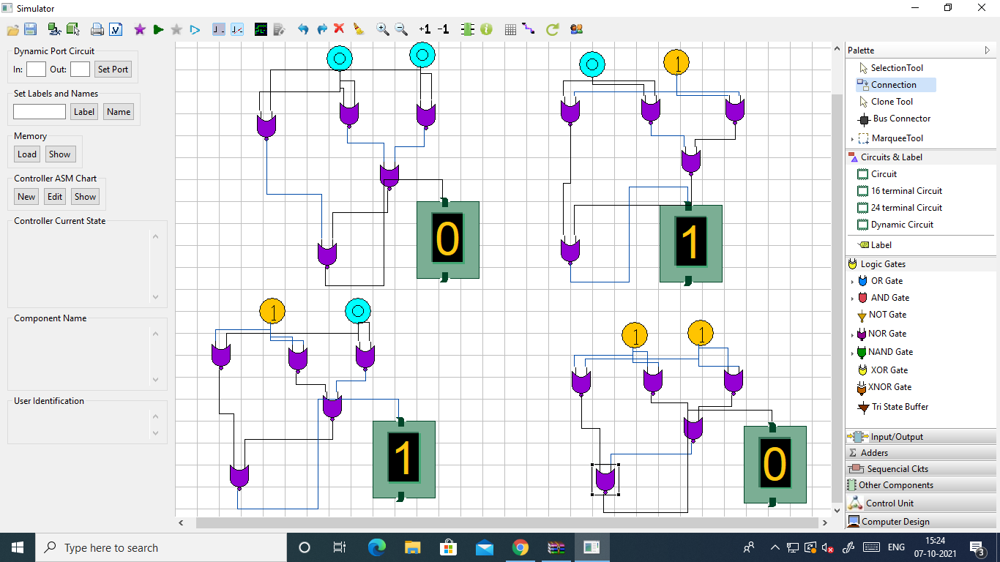 Simulator
+1 -1
Dynamic Port Circuit
In: Out: Set Port
Set Labels and Names
Label Name
Memory
Load Show
Controller ASM Chart
New Edit Show
Controller Current State
Component Name
User Identification
1
0
1
1
1
1
1
0
Palette
SelectionTool
Connection
Clone Tool
Bus Connector
MarqueeTool
Circuits & Label
Circuit
16 terminal Circuit
24 terminal Circuit
Dynamic Circuit
Label
Logic Gates
OR Gate
AND Gate
NOT Gate
NOR Gate
NAND Gate
XOR Gate
XNOR Gate
Tri State Buffer
Input/Output
Adders
Sequencial Ckts
Other Components
Control Unit
Computer Design
Type here to search
ENG
15:24
07-10-2021
3